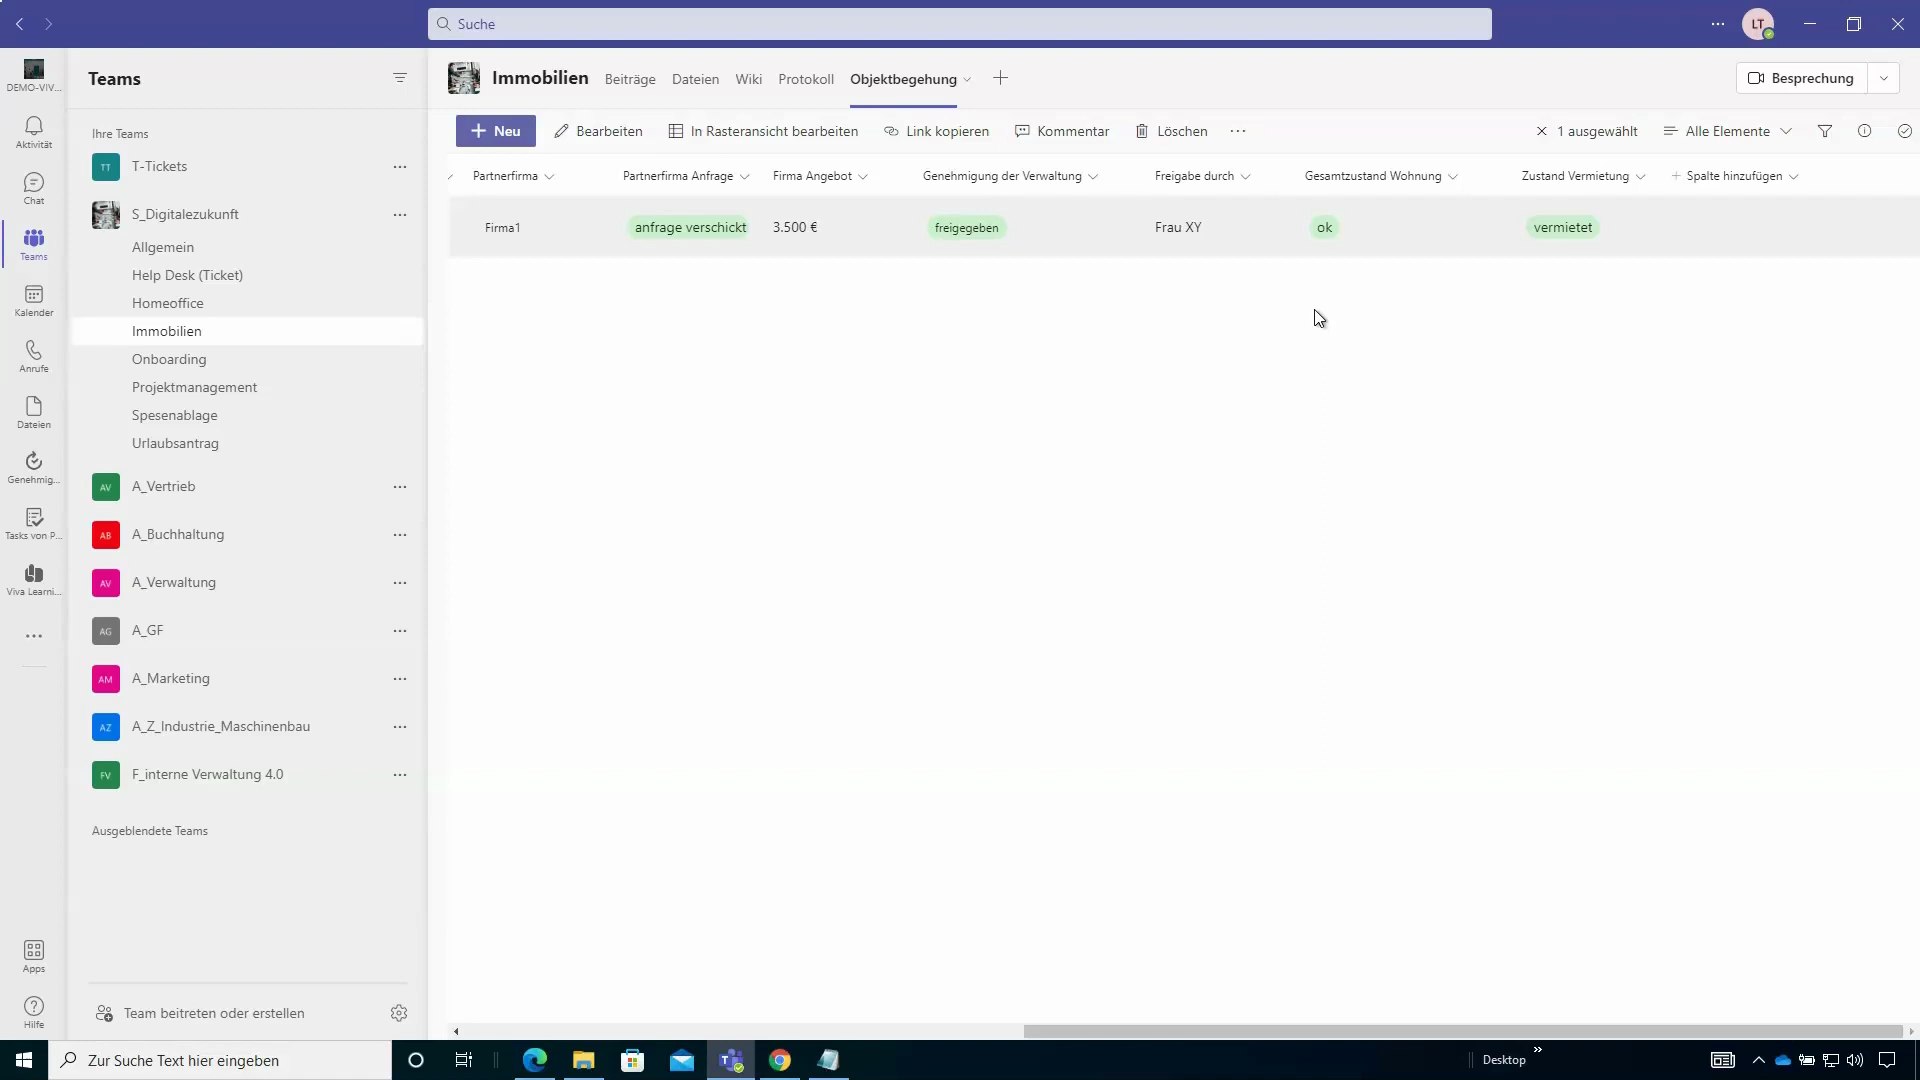 Suche
LT
DEMO-VIV...
Aktivität
Chat
Teams
Kalender
Anrufe
Dateien
Genehmig...
Tasks von P...
Viva Learni...
Apps
Hilfe
Teams
Ihre Teams
TT T-Tickets
S_Digitalezukunft
Allgemein
Help Desk (Ticket)
Homeoffice
Immobilien
Onboarding
Projektmanagement
Spesenablage
Urlaubsantrag
AV A_Vertrieb
AB A_Buchhaltung
AV A_Verwaltung
AG A_GF
AM A_Marketing
AZ A_Z_Industrie_Maschinenbau
FV F_interne Verwaltung 4.0
Ausgeblendete Teams
Team beitreten oder erstellen
Immobilien Beiträge Dateien Wiki Protokoll Objektbegehung Besprechung
Neu Bearbeiten In Rasteransicht bearbeiten Link kopieren Kommentar Löschen 1 ausgewählt Alle Elemente
Partnerfirma Partnerfirma Anfrage Firma Angebot Genehmigung der Verwaltung Freigabe durch Gesamtzustand Wohnung Zustand Vermietung Spalte hinzufügen
Firma1 anfrage verschickt 3.500 € freigegeben Frau XY ok vermietet
Zur Suche Text hier eingeben
Desktop